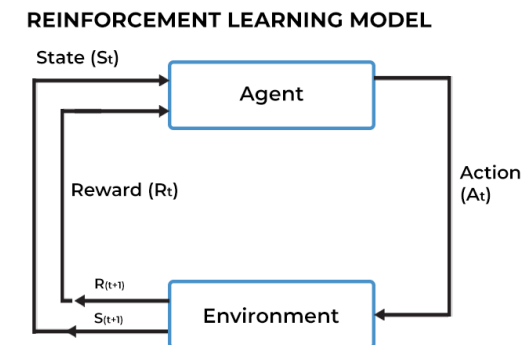 REINFORCEMENT LEARNING MODEL
State (St)
Agent
Reward (Rt)
Action
(At)
R(t+1)
S(t+1)
Environment